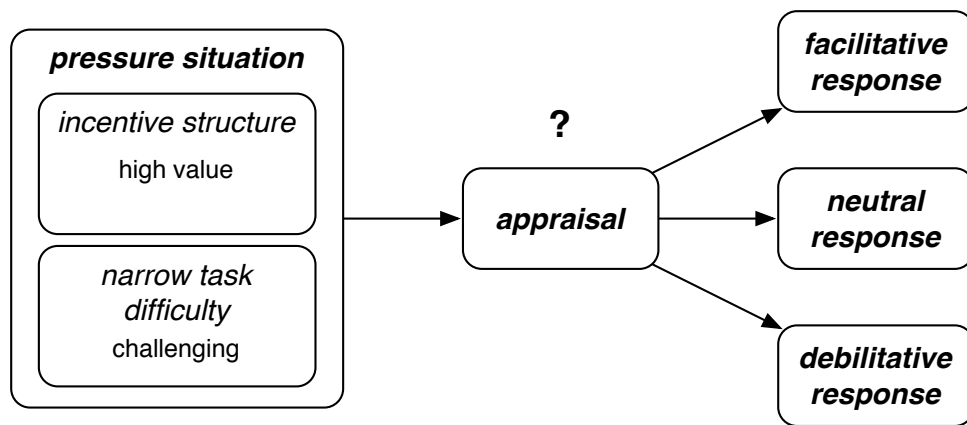 pressure situation
incentive structure
high value
narrow task
difficulty
challenging
?
appraisal
facilitative
response
neutral
response
debilitative
response